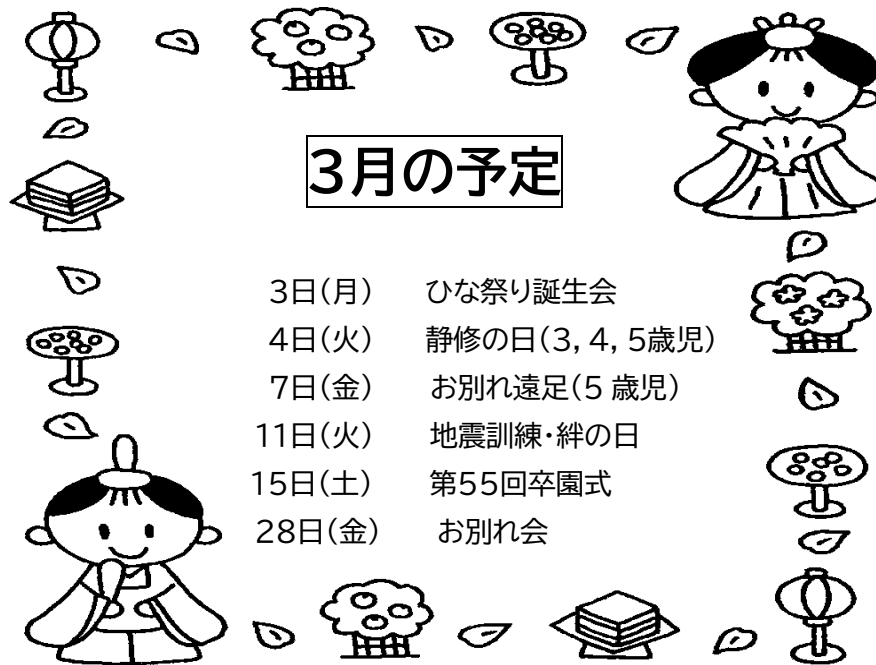 3月の予定
3日(月) ひな祭り誕生会
4日(火) 静修の日(3, 4, 5歳児)
7日(金) お別れ遠足(5 歳児)
11日(火) 地震訓練・絆の日
15日(土) 第55回卒園式
28日(金) お別れ会